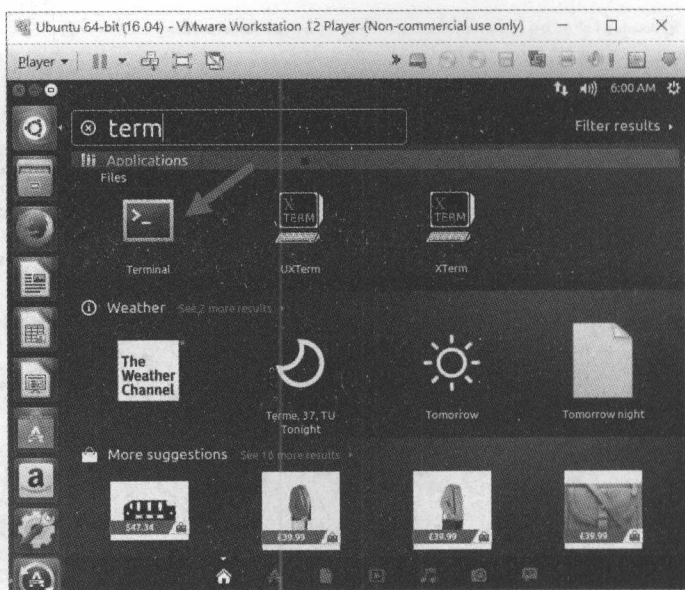 Ubuntu 64-bit (16.04) - VMware Workstation 12 Player (Non-commercial use only)
Player
6:00 AM
term
Filter results
Applications
Files
>_
X TERM
X TERM
Terminal
UXTerm
XTerm
Weather See 2 more results
The
Weather
Channel
Terme, 37, TU
Tonight
Tomorrow
Tomorrow night
More suggestions See 18 more results
a
$47.34
£39.99
£39.99
£39.99